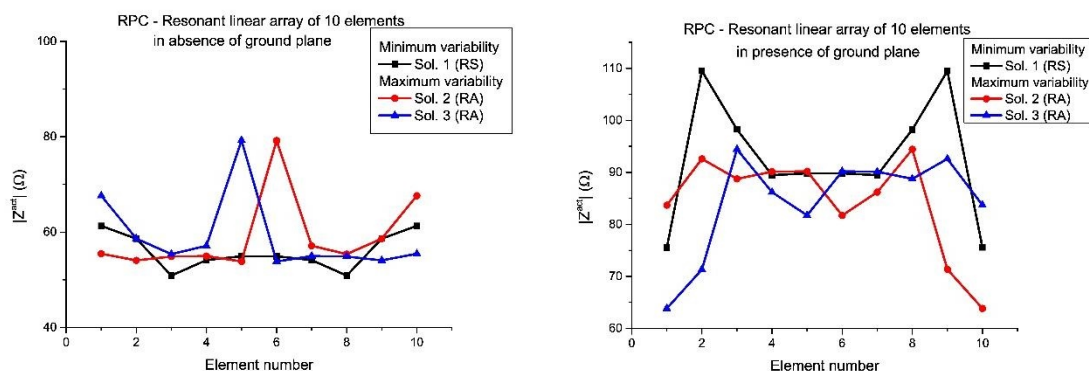 RPC - Resonant linear array of 10 elements
in absence of ground plane
Minimum variability
Sol. 1 (RS)
Maximum variability
Sol. 2 (RA)
Sol. 3 (RA)
100
80
60
40
|Zᵃᶜᵗ| (Ω)
0 2 4 6 8 10
Element number
RPC - Resonant linear array of 10 elements
in presence of ground plane
Minimum variability
Sol. 1 (RS)
Maximum variability
Sol. 2 (RA)
Sol. 3 (RA)
110
100
90
80
70
60
|Zᵃᶜᵗ| (Ω)
0 2 4 6 8 10
Element number